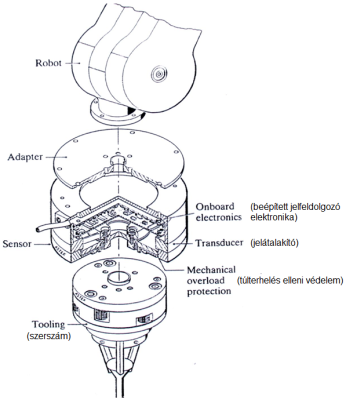 Robot
Adapter
Onboard (beépített jelfeldolgozó
electronics elektronika)
Sensor
Transducer (jelátalakító)
Mechanical
overload (túlterhelés elleni védelem)
protection
Tooling
(szerszám)